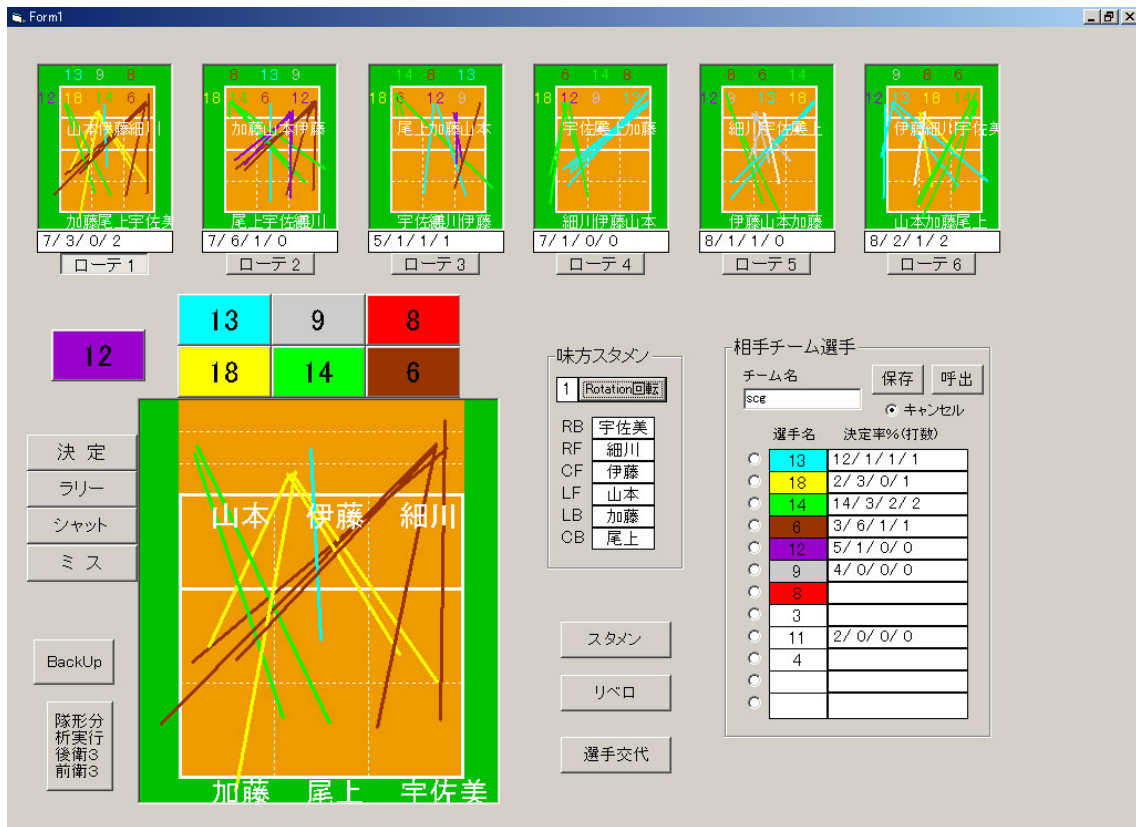 Form1
13 9 8
12 18 14 6
山本伊藤細川
加藤尾上宇佐美
7/ 3/ 0/ 2
ローテ1
8 13 9
18 14 6 12
加藤山本伊藤
尾上宇佐美細川
7/ 6/ 1/ 0
ローテ2
14 8 13
18 6 12 9
尾上加藤山本
宇佐美細川伊藤
5/ 1/ 1/ 1
ローテ3
6 14 8
18 12 9 13
宇佐美尾上加藤
細川伊藤山本
7/ 1/ 0/ 0
ローテ4
8 6 14
12 9 13 18
細川宇佐美尾上
伊藤山本加藤
8/ 1/ 1/ 0
ローテ5
9 8 6
12 13 18 14
伊藤細川宇佐美
山本加藤尾上
8/ 2/ 1/ 2
ローテ6
12
13 9 8
18 14 6
決 定
ラリー
シャット
ミ ス
BackUp
隊形分
析実行
後衛3
前衛3
山本 伊藤 細川
加藤 尾上 宇佐美
味方スタメン
1 Rotation回転
RB 宇佐美
RF 細川
CF 伊藤
LF 山本
LB 加藤
CB 尾上
スタメン
リベロ
選手交代
相手チーム選手
チーム名
scg
保存 呼出
キャンセル
選手名 決定率%(打数)
13 12/ 1/ 1/ 1
18 2/ 3/ 0/ 1
14 14/ 3/ 2/ 2
6 3/ 6/ 1/ 1
12 5/ 1/ 0/ 0
9 4/ 0/ 0/ 0
8
3
11 2/ 0/ 0/ 0
4